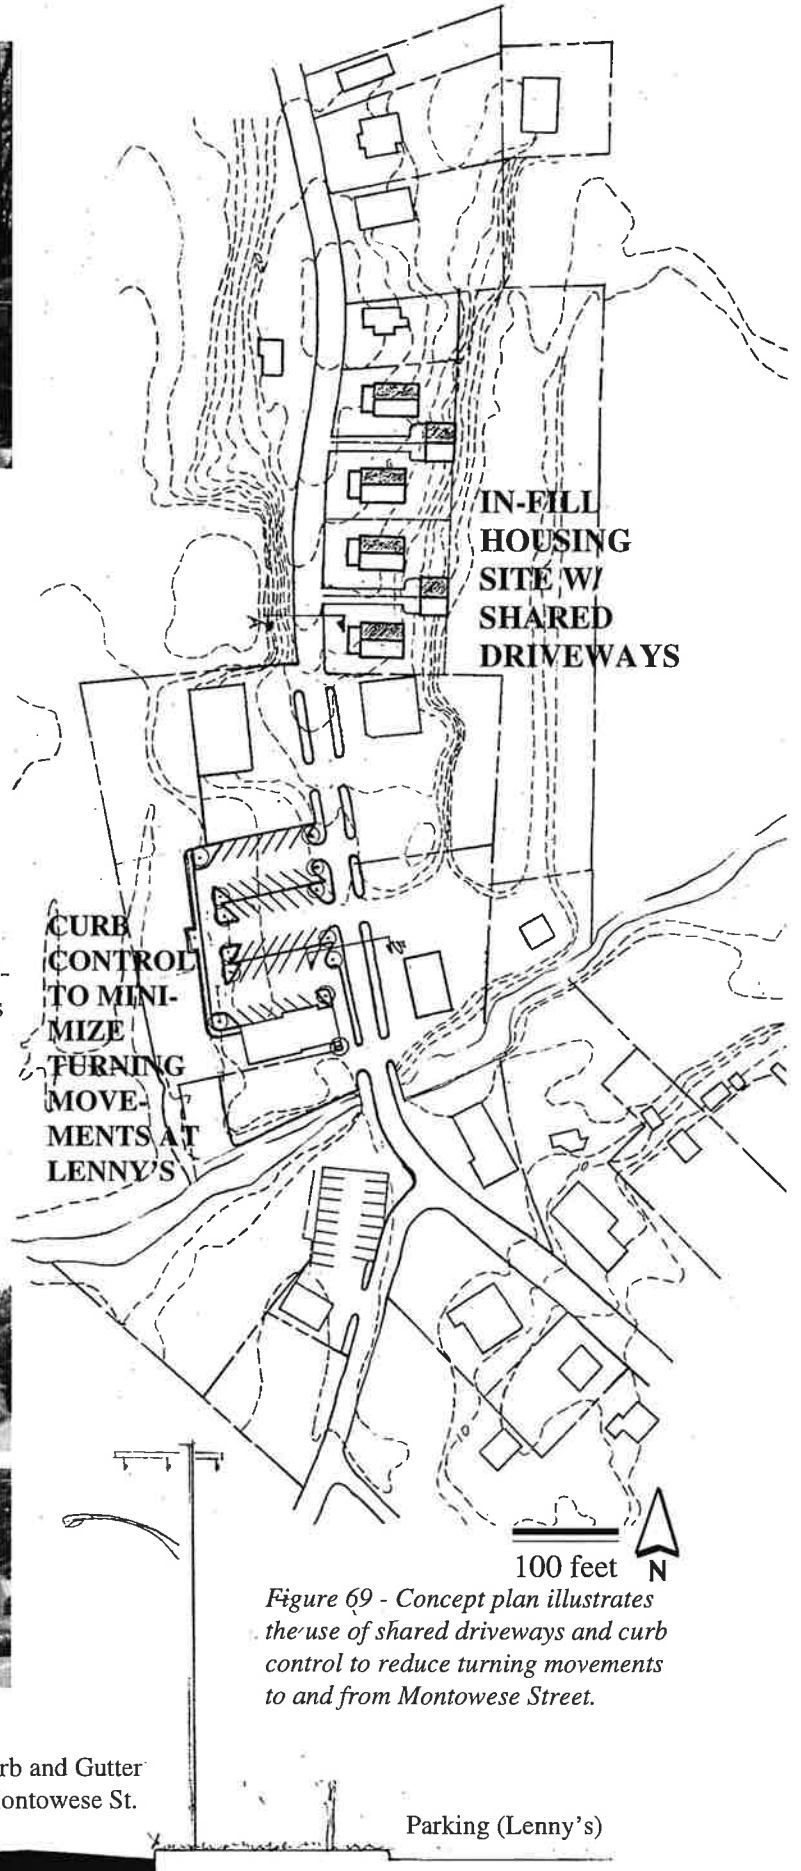 IN-FILL
HOUSING
SITE W/
SHARED
DRIVEWAYS
CURB
CONTROL
TO MINI-
MIZE
TURNING
MOVE-
MENTS AT
LENNY'S
10
100 feet N
Figure 69 - Concept plan illustrates
the use of shared driveways and curb
control to reduce turning movements
to and from Montowese Street.
rb and Gutter
ontowese St.
Parking (Lenny's)